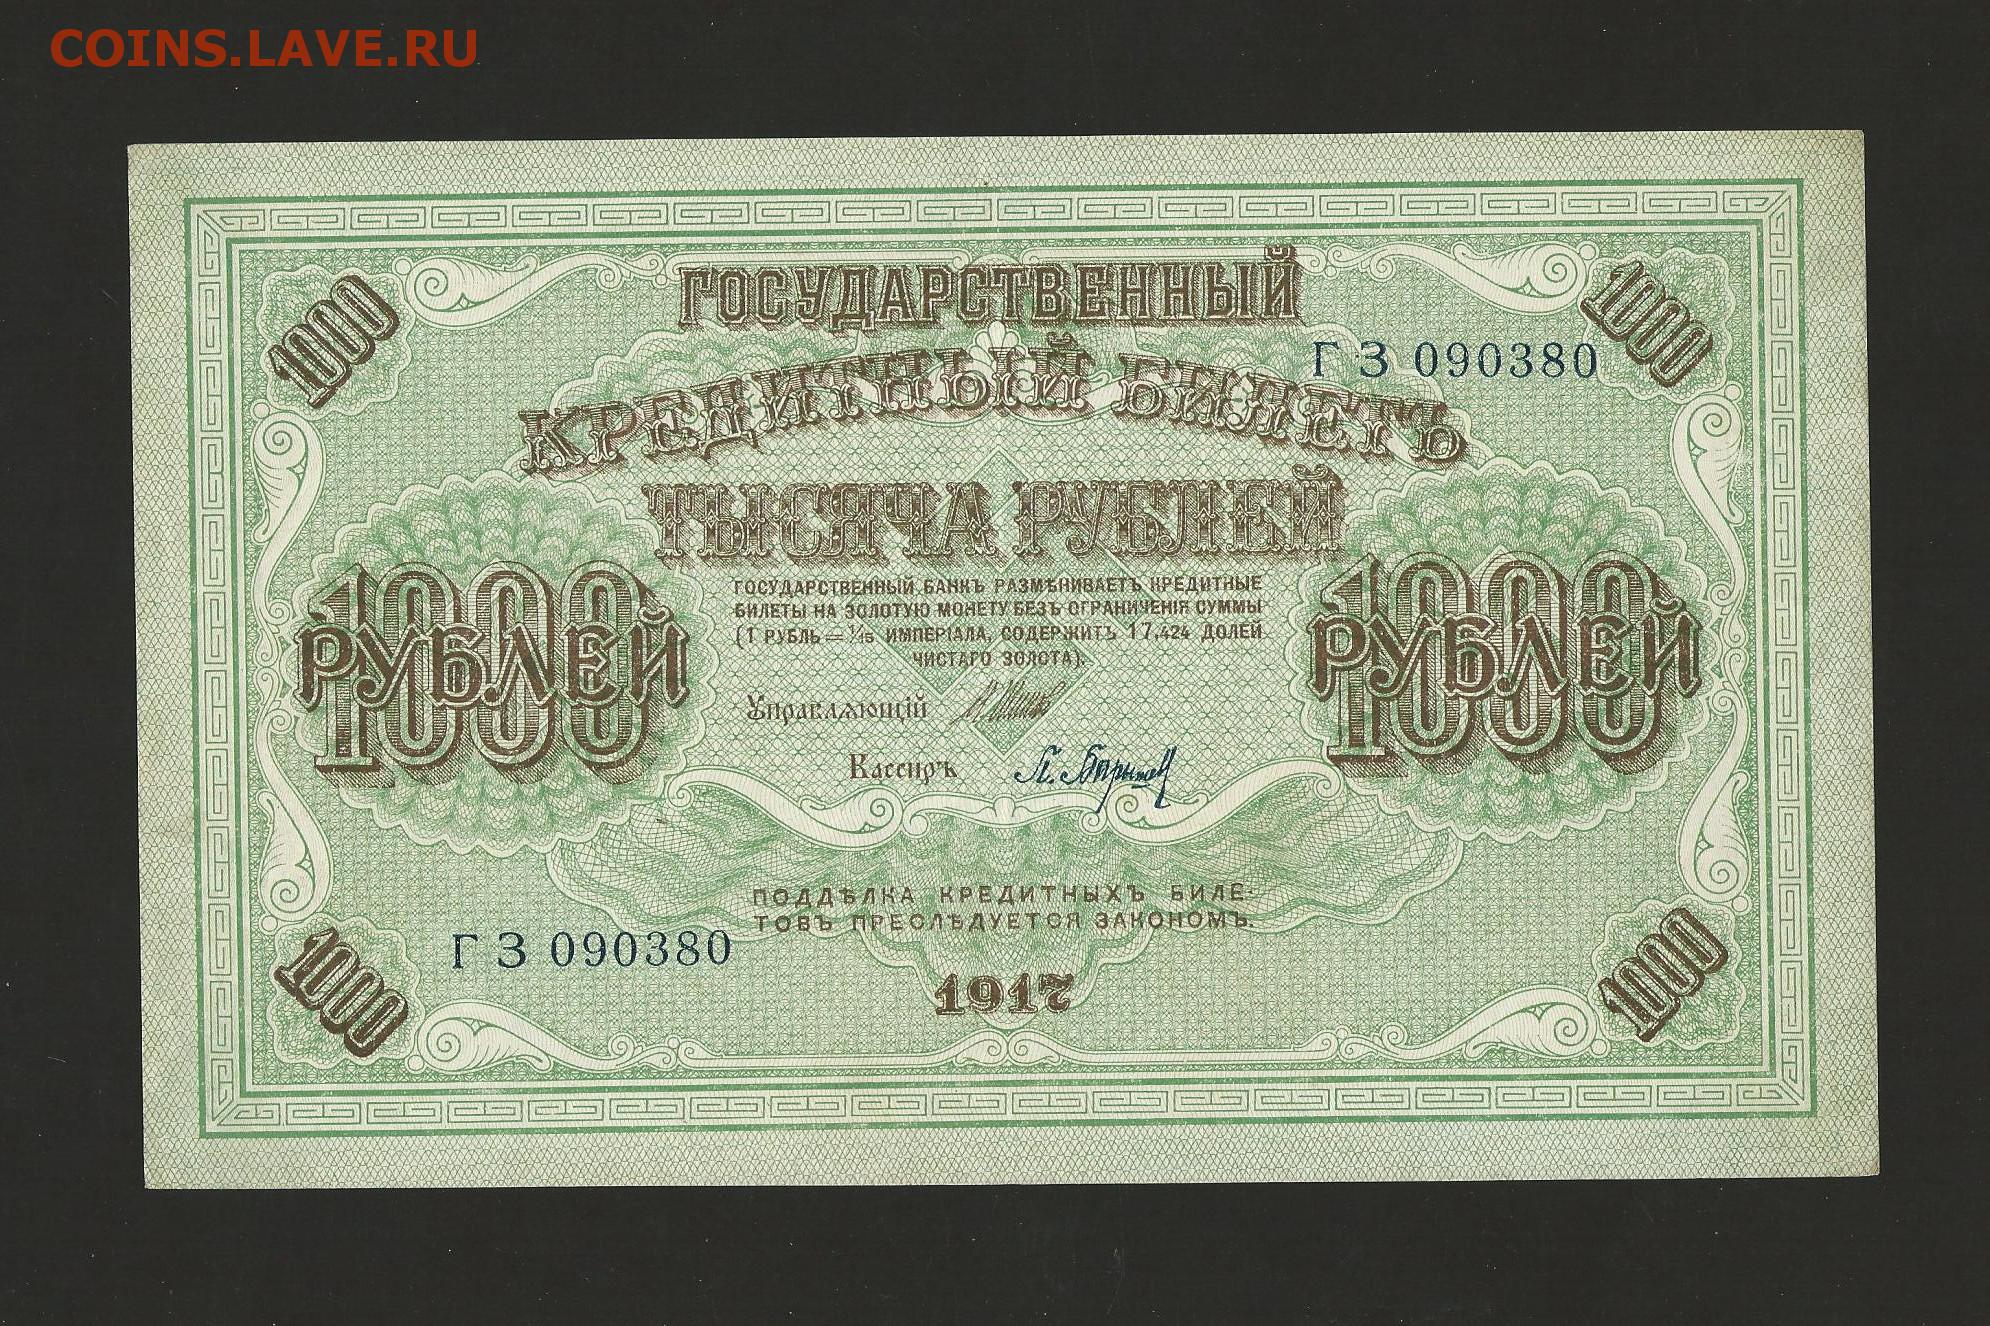 COINS.LAVE.RU
1000
ГОСУДАРСТВЕННЫЙ
1000
Г З 090380
КРЕДИТНЫЙ БИЛЕТЪ
ТЫСЯЧА РУБЛЕЙ
1000
РУБЛЕЙ
1000
РУБЛЕЙ
ГОСУДАРСТВЕННЫЙ БАНКЪ РАЗМѢНИВАЕТЪ КРЕДИТНЫЕ
БИЛЕТЫ НА ЗОЛОТУЮ МОНЕТУ БЕЗЪ ОГРАНИЧЕНІЯ СУММЫ
(1 РУБЛЬ = 1/15 ИМПЕРІАЛА, СОДЕРЖИТЪ 17,424 ДОЛЕЙ
ЧИСТАГО ЗОЛОТА).
Управляющій
Кассиръ
ПОДДѢЛКА КРЕДИТНЫХЪ БИЛЕ-
ТОВЪ ПРЕСЛѢДУЕТСЯ ЗАКОНОМЪ.
Г З 090380
1000
1917
1000